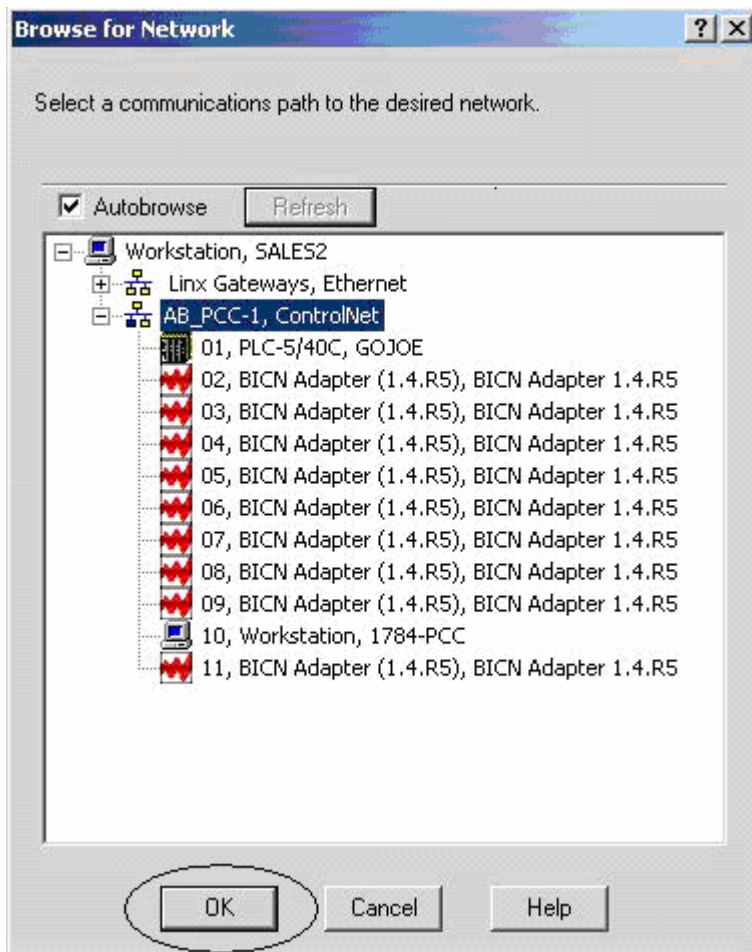 Browse for Network
Select a communications path to the desired network.
Autobrowse Refresh
Workstation, SALES2
Linx Gateways, Ethernet
AB_PCC-1, ControlNet
01, PLC-5/40C, GOJOE
02, BICN Adapter (1.4.R5), BICN Adapter 1.4.R5
03, BICN Adapter (1.4.R5), BICN Adapter 1.4.R5
04, BICN Adapter (1.4.R5), BICN Adapter 1.4.R5
05, BICN Adapter (1.4.R5), BICN Adapter 1.4.R5
06, BICN Adapter (1.4.R5), BICN Adapter 1.4.R5
07, BICN Adapter (1.4.R5), BICN Adapter 1.4.R5
08, BICN Adapter (1.4.R5), BICN Adapter 1.4.R5
09, BICN Adapter (1.4.R5), BICN Adapter 1.4.R5
10, Workstation, 1784-PCC
11, BICN Adapter (1.4.R5), BICN Adapter 1.4.R5
OK Cancel Help